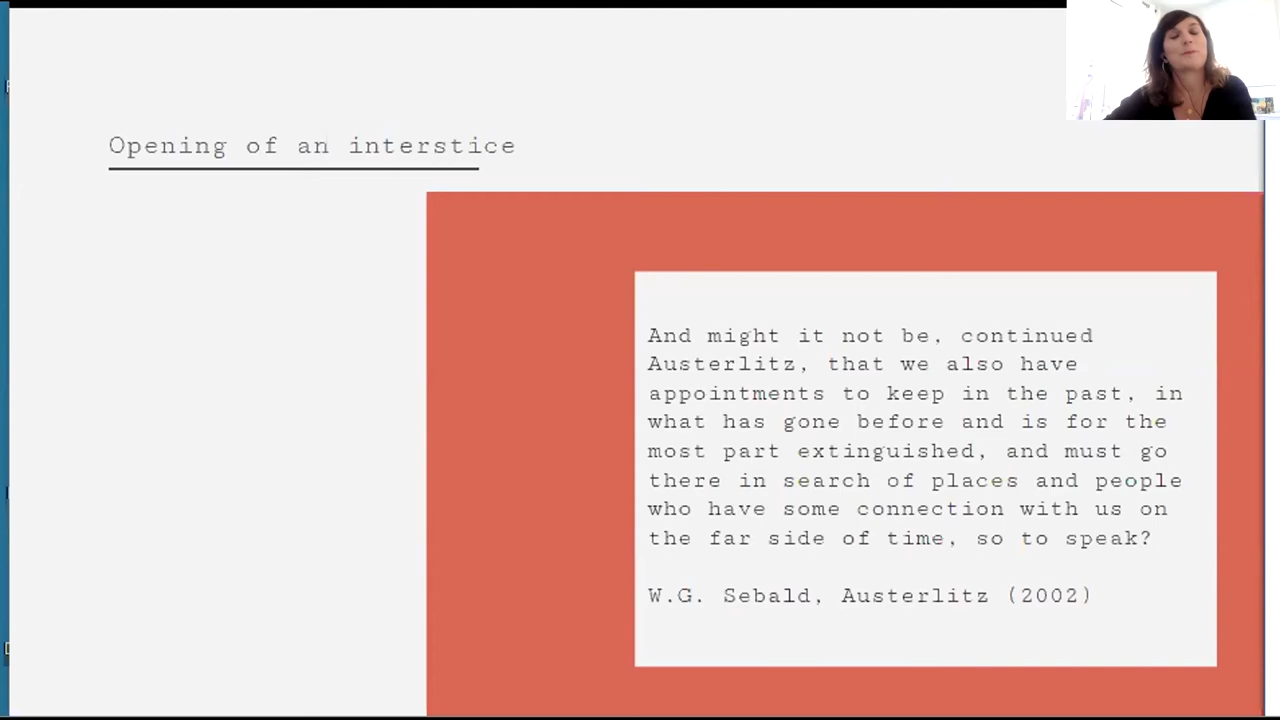 Opening of an interstice
And might it not be, continued
Austerlitz, that we also have
appointments to keep in the past, in
what has gone before and is for the
most part extinguished, and must go
there in search of places and people
who have some connection with us on
the far side of time, so to speak?
W.G. Sebald, Austerlitz (2002)